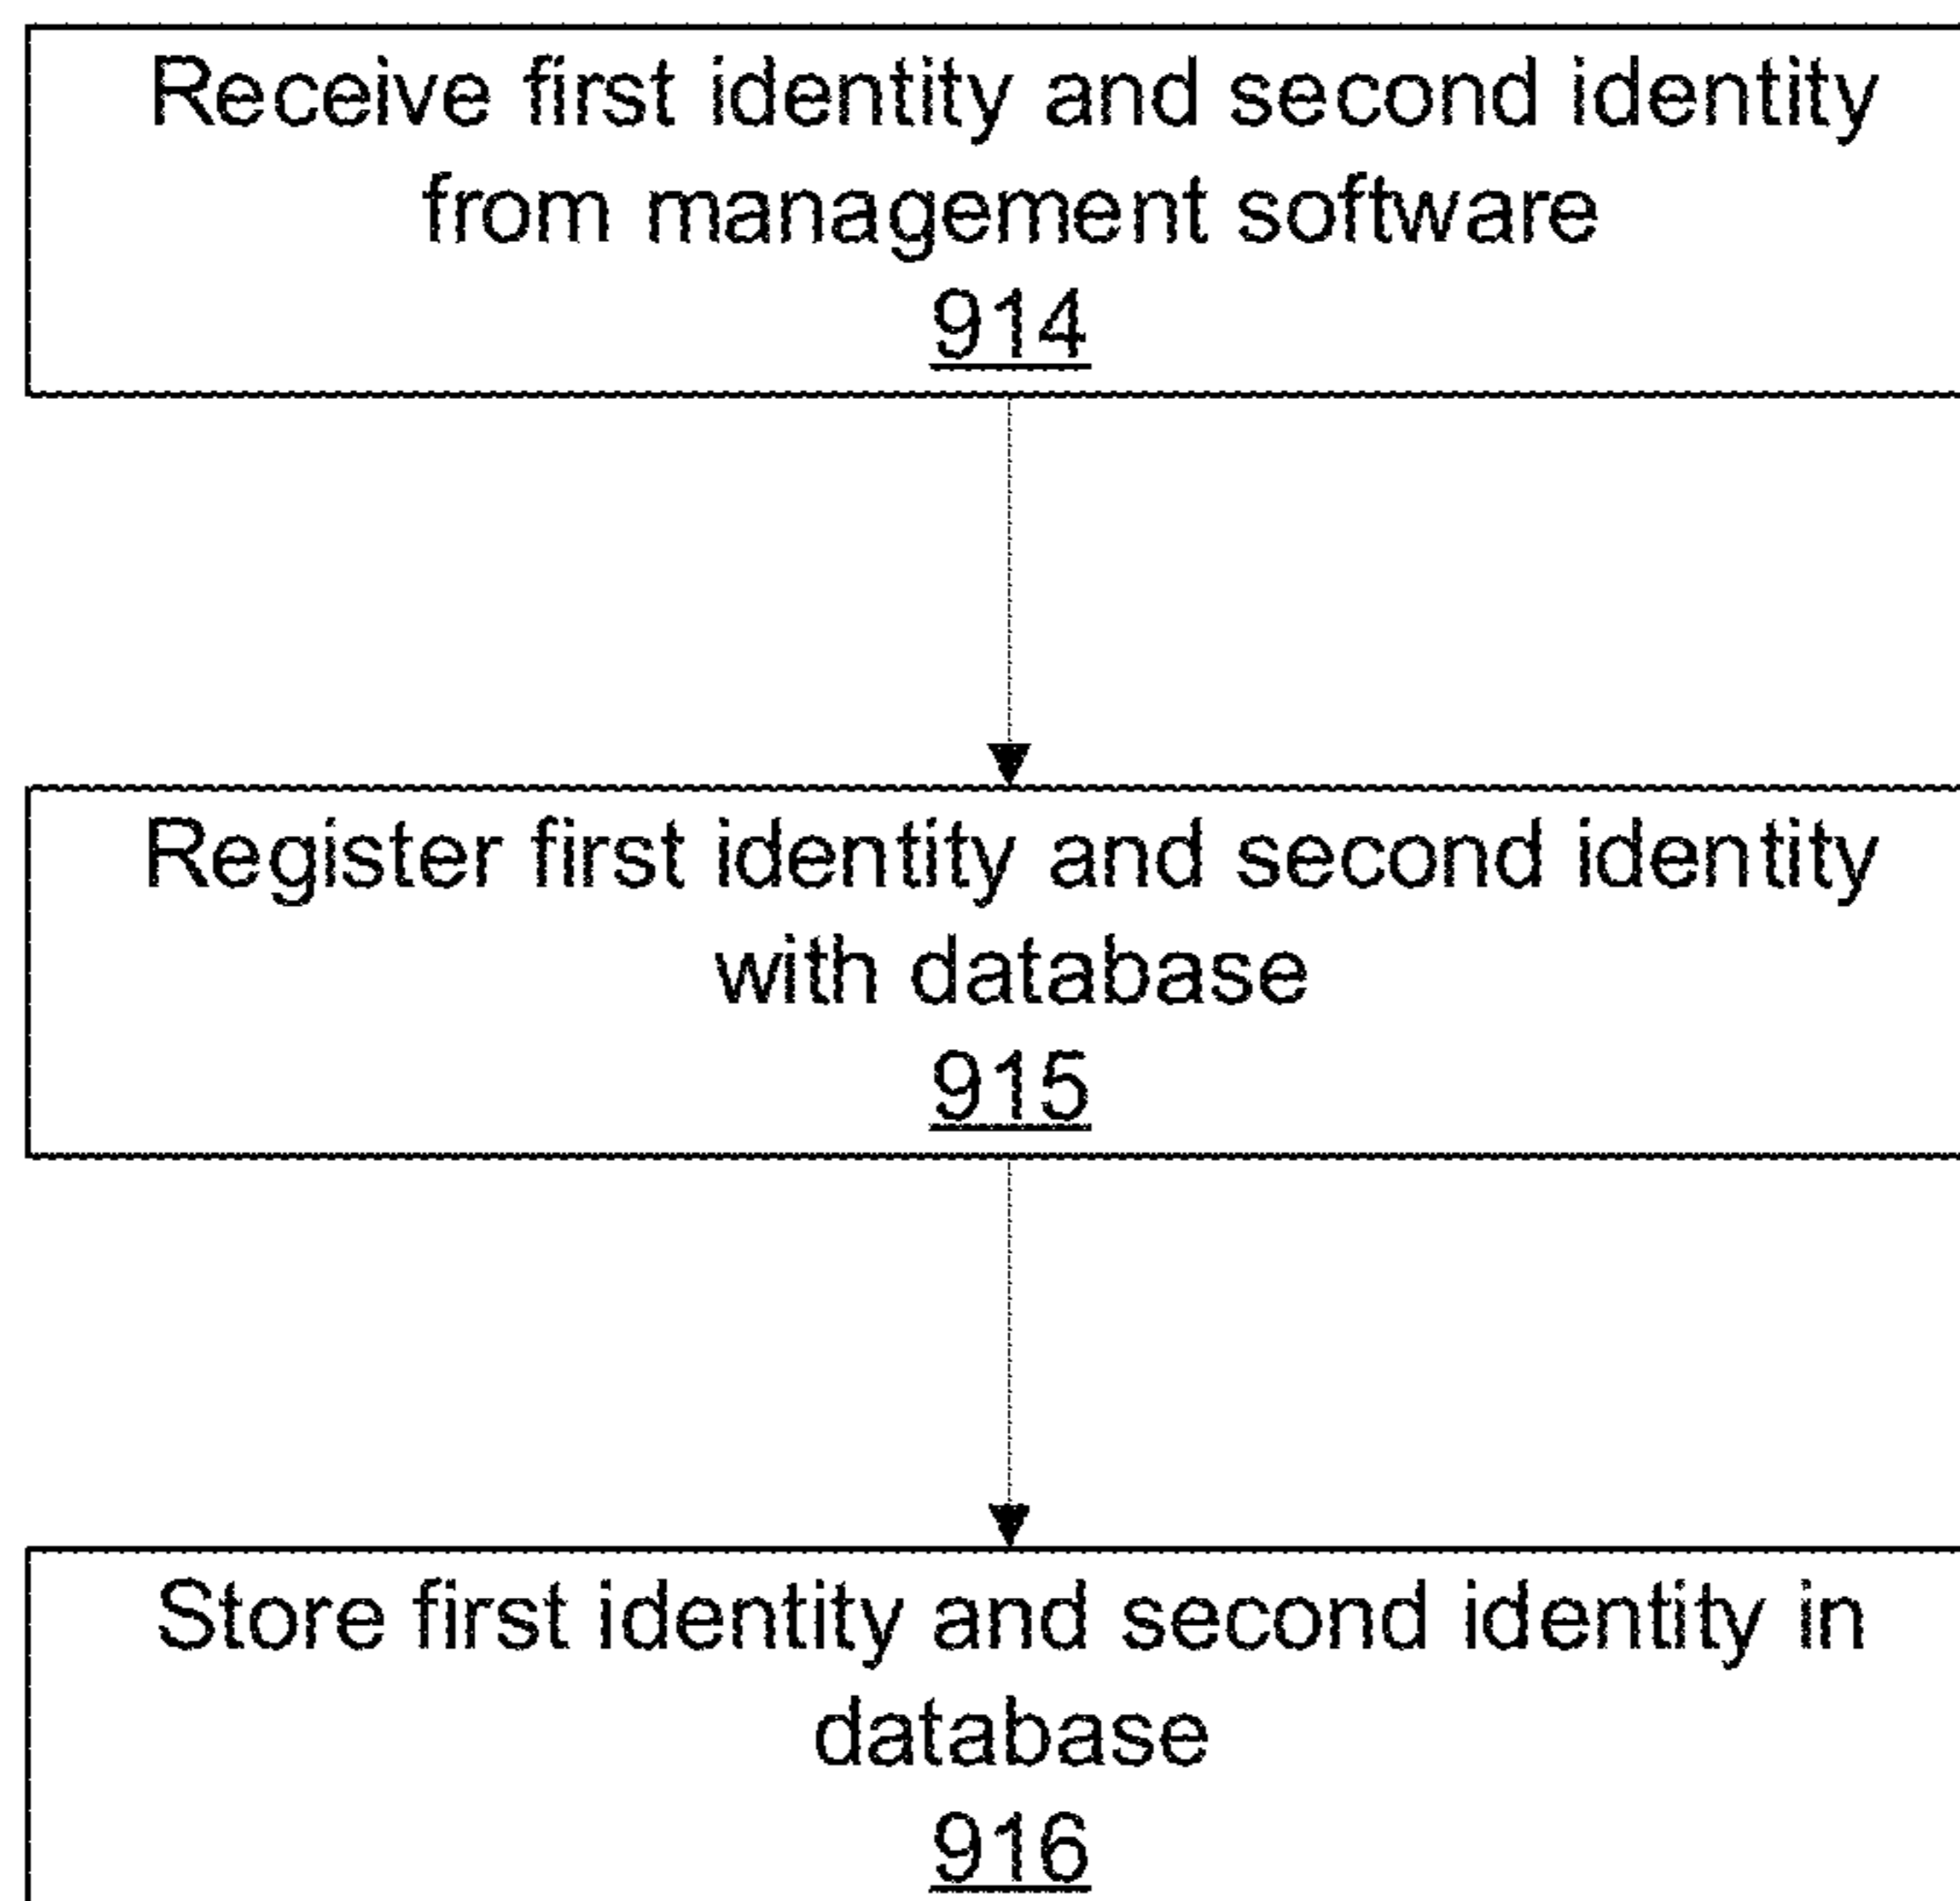 Receive first identity and second identity
from management software
914
Register first identity and second identity
with database
915
Store first identity and second identity in
database
916